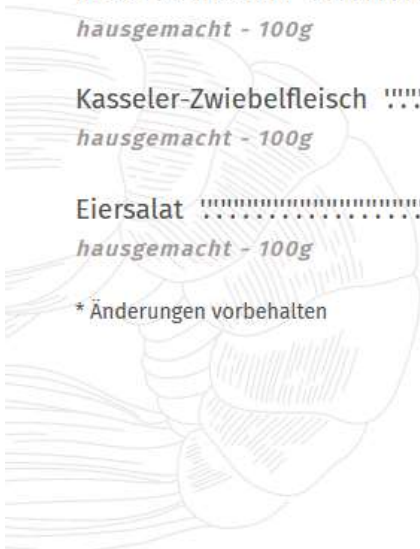 hausgemacht - 100g
Kasseler-Zwiebelfleisch
hausgemacht - 100g
Eiersalat
hausgemacht - 100g
* Änderungen vorbehalten